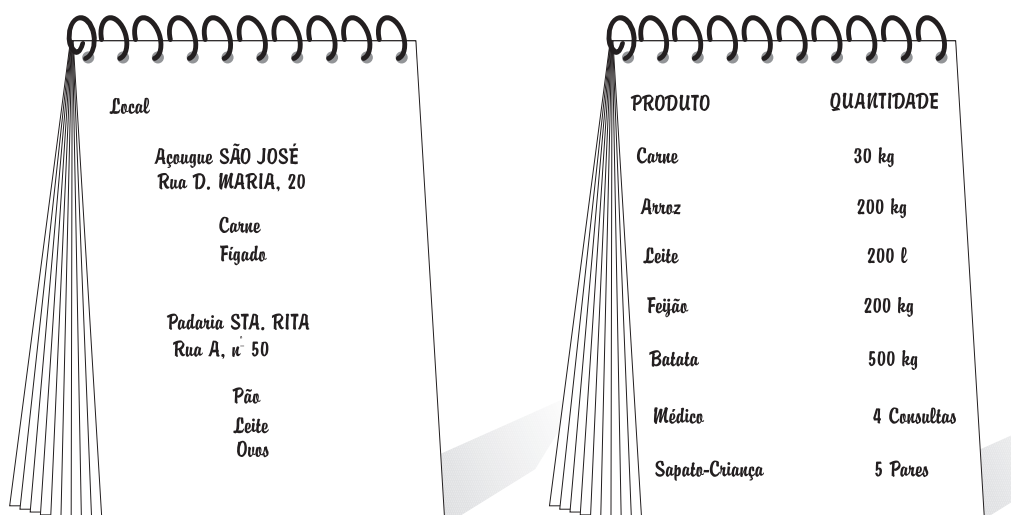 Local
Açougue SÃO JOSÉ
Rua D. MARIA, 20
Carne
Fígado
Padaria STA. RITA
Rua A, nº 50
Pão
Leite
Ovos
PRODUTO QUANTIDADE
Carne 30 kg
Arroz 200 kg
Leite 200 l
Feijão 200 kg
Batata 500 kg
Médico 4 Consultas
Sapato-Criança 5 Pares